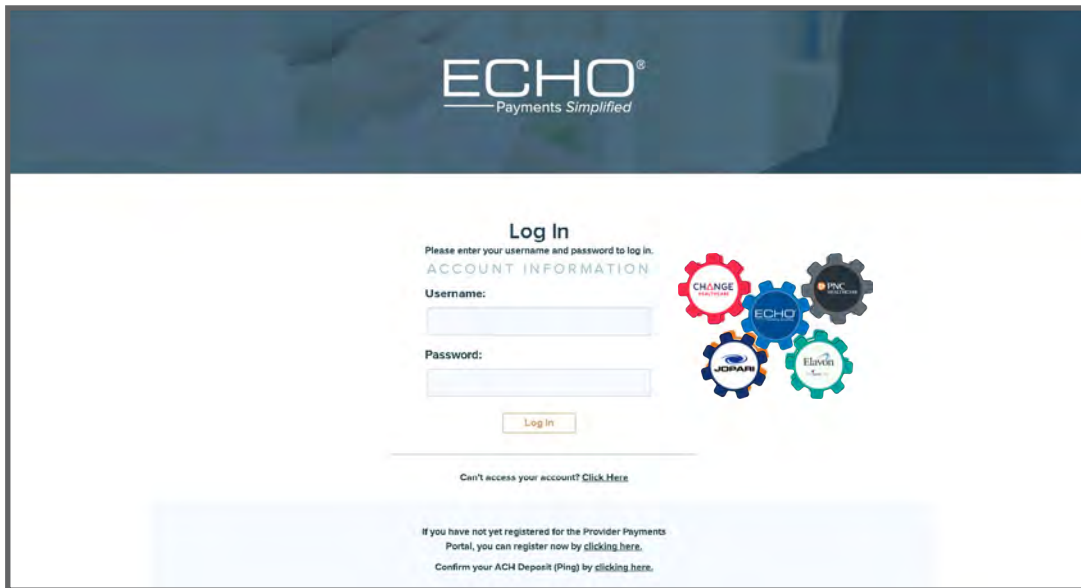 ECHO®
Payments Simplified
Log In
Please enter your username and password to log in.
ACCOUNT INFORMATION
Username:
Password:
Log In
CHANGE
HEALTHCARE
PNC
HEALTHCARE
ECHO
JOPARI
Elavon
Can't access your account? Click Here
If you have not yet registered for the Provider Payments
Portal, you can register now by clicking here.
Confirm your ACH Deposit (Ping) by clicking here.